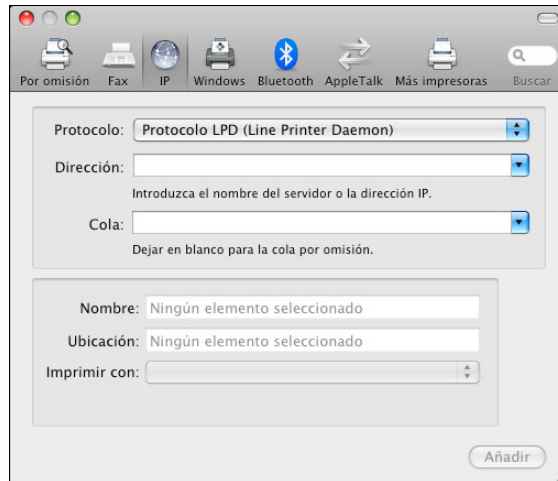 Por omisión Fax IP Windows Bluetooth AppleTalk Más impresoras Buscar
Protocolo: Protocolo LPD (Line Printer Daemon)
Dirección:
Introduzca el nombre del servidor o la dirección IP.
Cola:
Dejar en blanco para la cola por omisión.
Nombre: Ningún elemento seleccionado
Ubicación: Ningún elemento seleccionado
Imprimir con:
Añadir